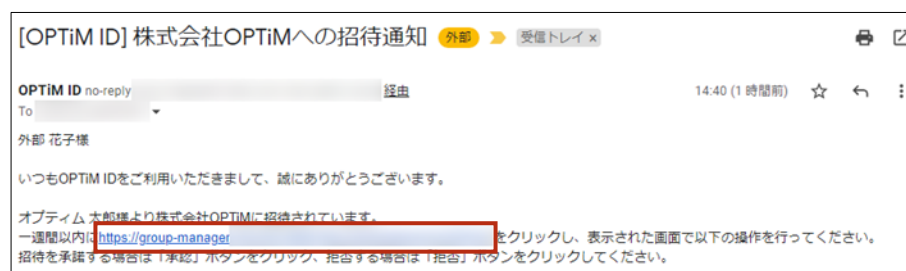 [OPTiM ID] 株式会社OPTiMへの招待通知 外部 受信トレイ ×
OPTiM ID no-reply 経由 14:40 (1 時間前)
To
外部 花子様
いつもOPTiM IDをご利用いただきまして、誠にありがとうございます。
オプティム 太郎様より株式会社OPTiMに招待されています。
一週間以内に https://group-manager をクリックし、表示された画面で以下の操作を行ってください。
招待を承諾する場合は「承認」ボタンをクリック、拒否する場合は「拒否」ボタンをクリックしてください。